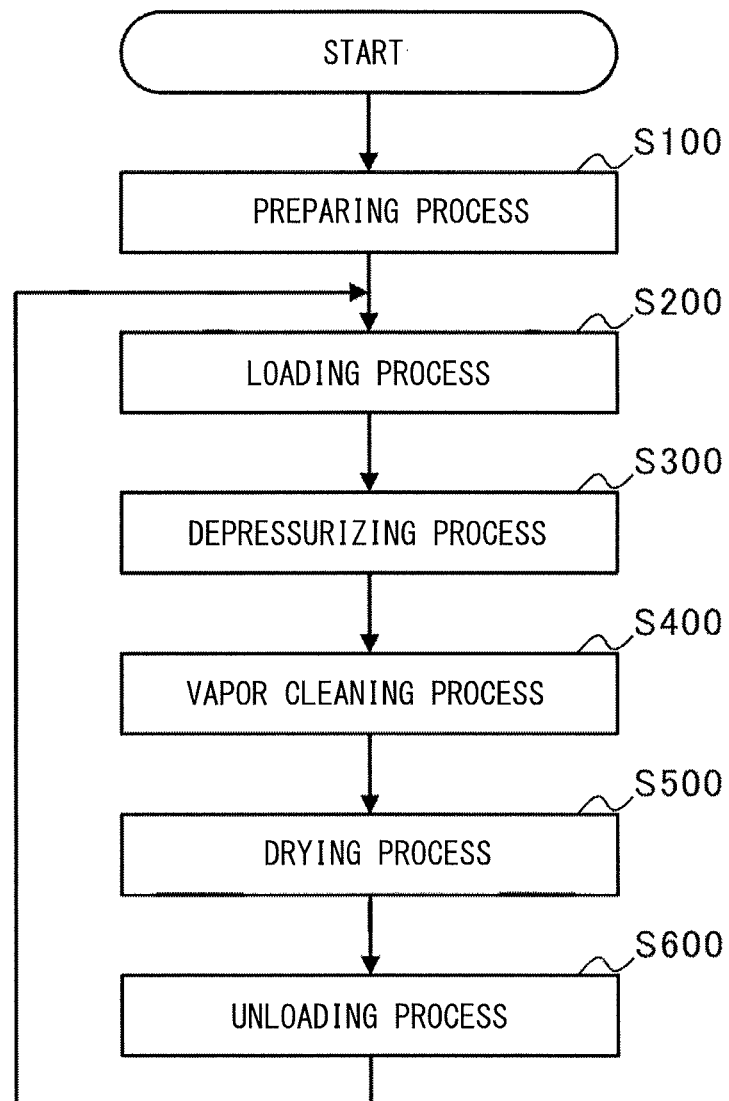 START
S100
PREPARING PROCESS
S200
LOADING PROCESS
S300
DEPRESSURIZING PROCESS
S400
VAPOR CLEANING PROCESS
S500
DRYING PROCESS
S600
UNLOADING PROCESS